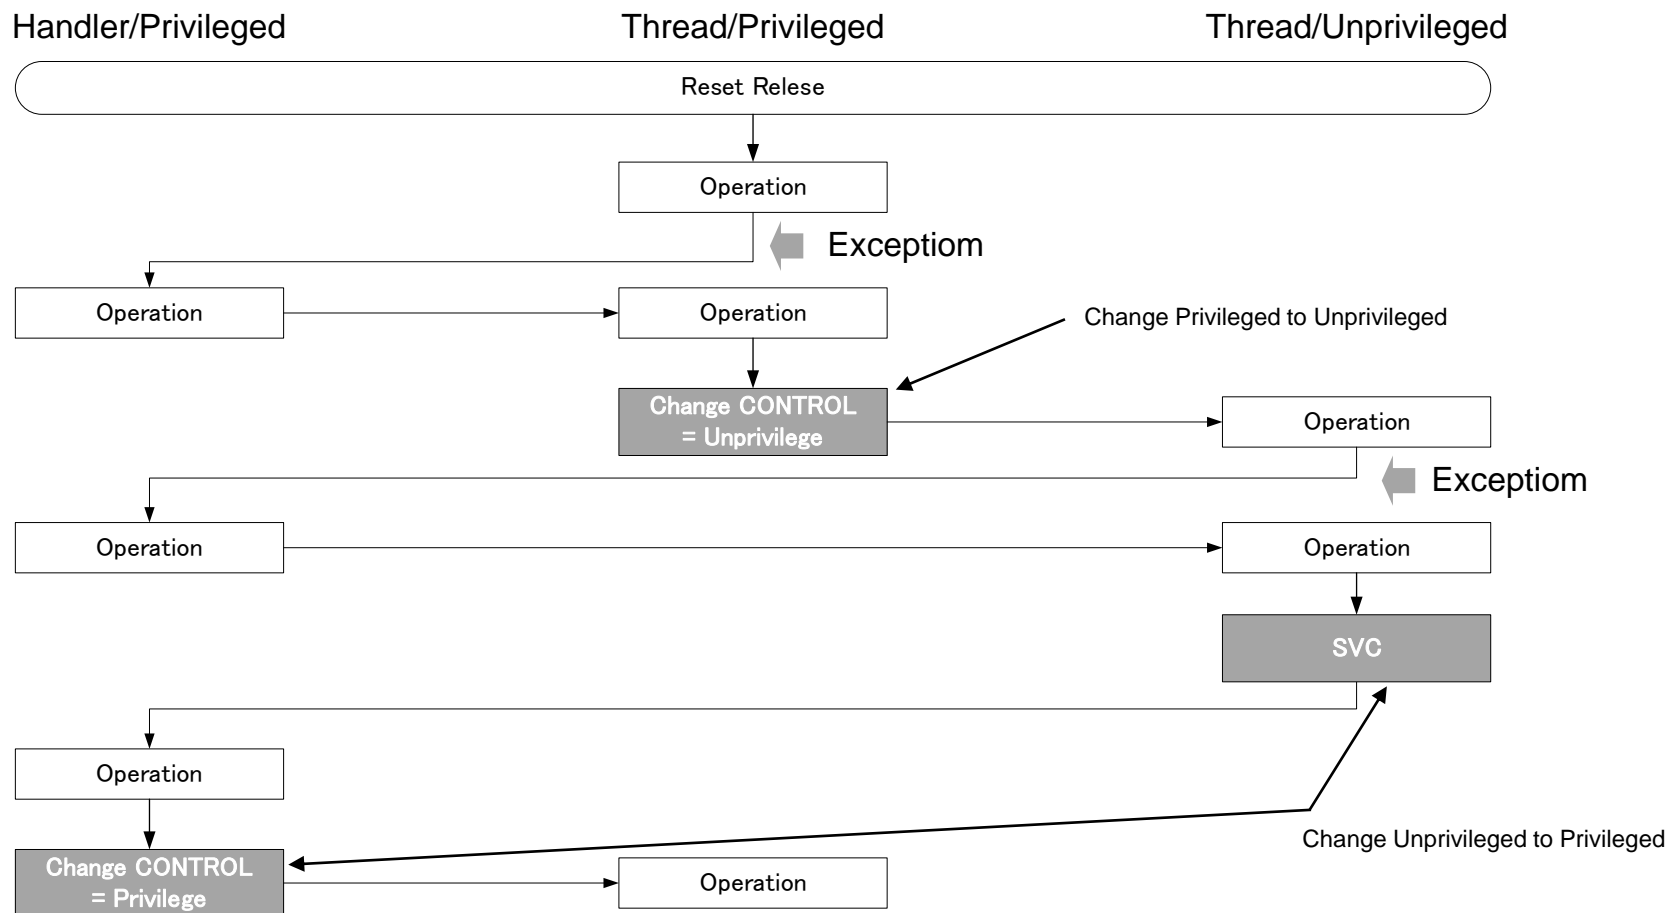 Handler/Privileged
Thread/Privileged
Thread/Unprivileged
Reset Relese
Operation
Exceptiom
Operation
Operation
Change Privileged to Unprivileged
Change CONTROL
= Unprivilege
Operation
Exceptiom
Operation
Operation
SVC
Operation
Change Unprivileged to Privileged
Change CONTROL
= Privilege
Operation